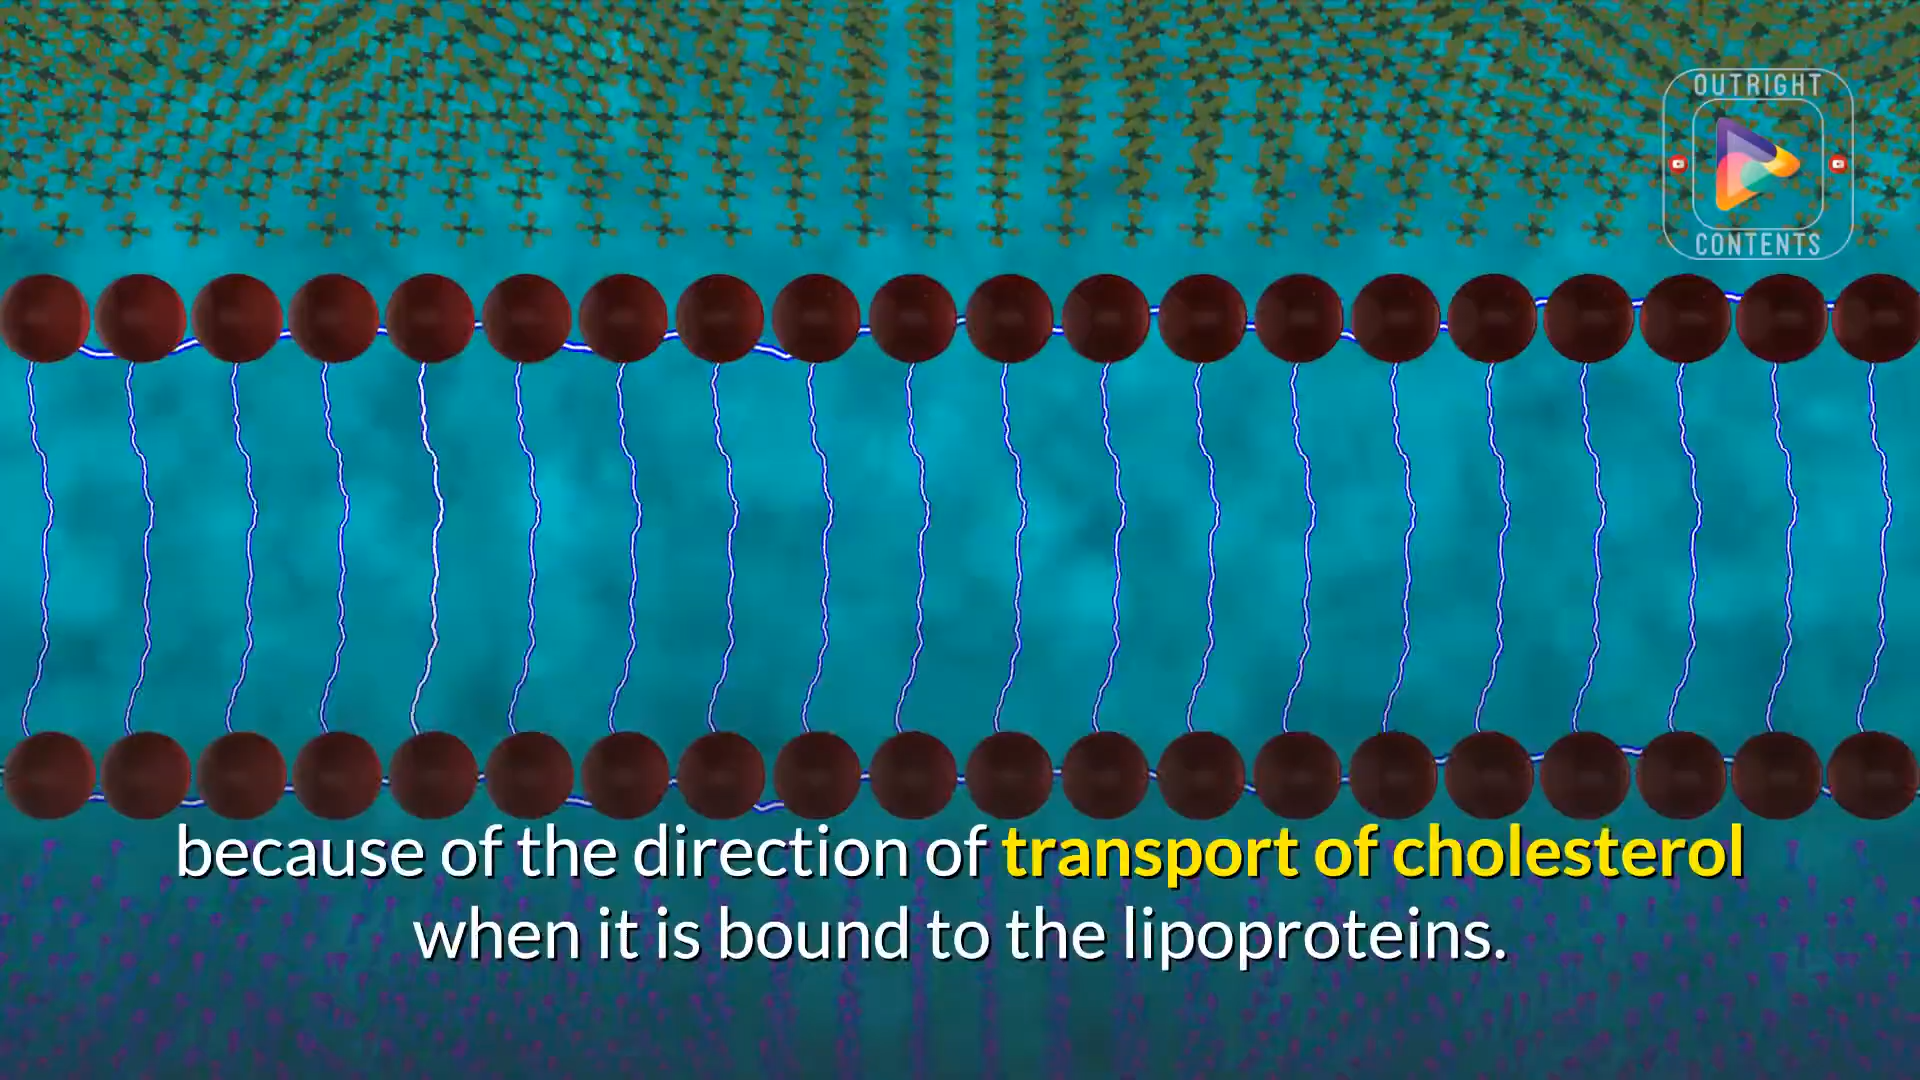 OUTRIGHT
CONTENTS
because of the direction of transport of cholesterol
when it is bound to the lipoproteins.